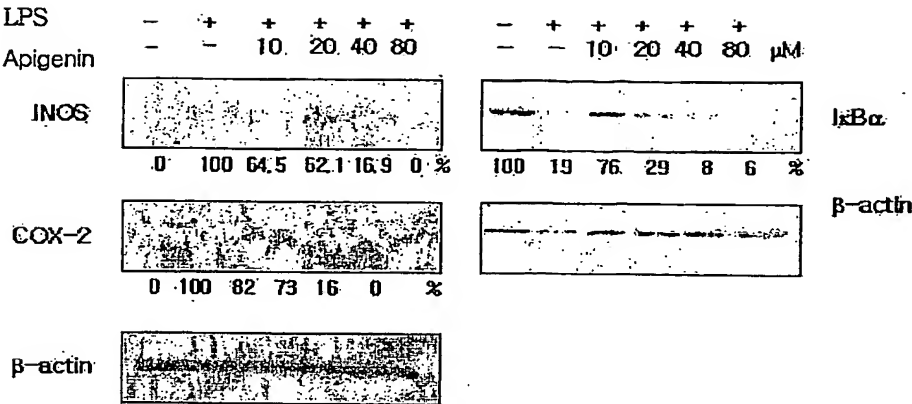 LPS - + + + + + - + + + + +
Apigenin - - 10 20 40 80 - - 10 20 40 80 μM
iNOS
IκBα
0 100 64.5 62.1 16.9 0 %
100 19 76 29 8 6 %
COX-2
β-actin
0 100 82 73 16 0 %
β-actin